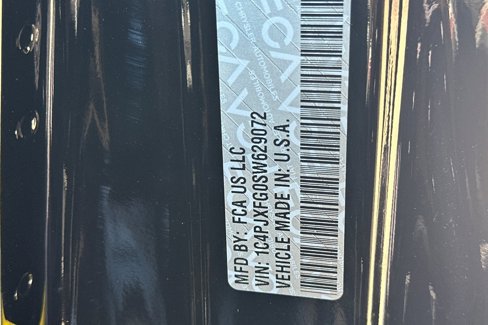 MFD BY: FCA US LLC
VIN: 1C4PJXFG0SW629072
VEHICLE MADE IN: U.S.A.